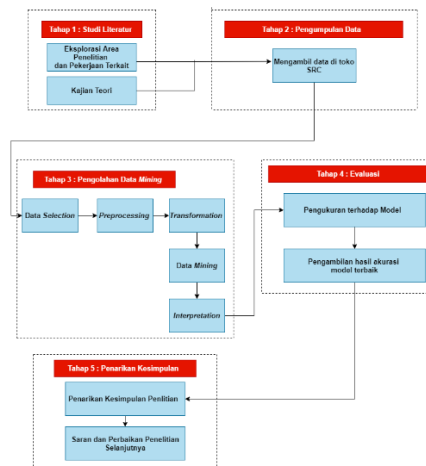 Tahap 1 : Studi Literatur
Eksplorasi Area
Penelitian
dan Pekerjaan Terkait
Kajian Teori
Tahap 2 : Pengumpulan Data
Mengambil data di toko
SRC
Tahap 3 : Pengolahan Data Mining
Data Selection
Preprocessing
Transformation
Data Mining
Interpretation
Tahap 4 : Evaluasi
Pengukuran terhadap Model
Pengambilan hasil akurasi
model terbaik
Tahap 5 : Penarikan Kesimpulan
Penarikan Kesimpulan Penlitian
Saran dan Perbaikan Penelitian
Selanjutnya